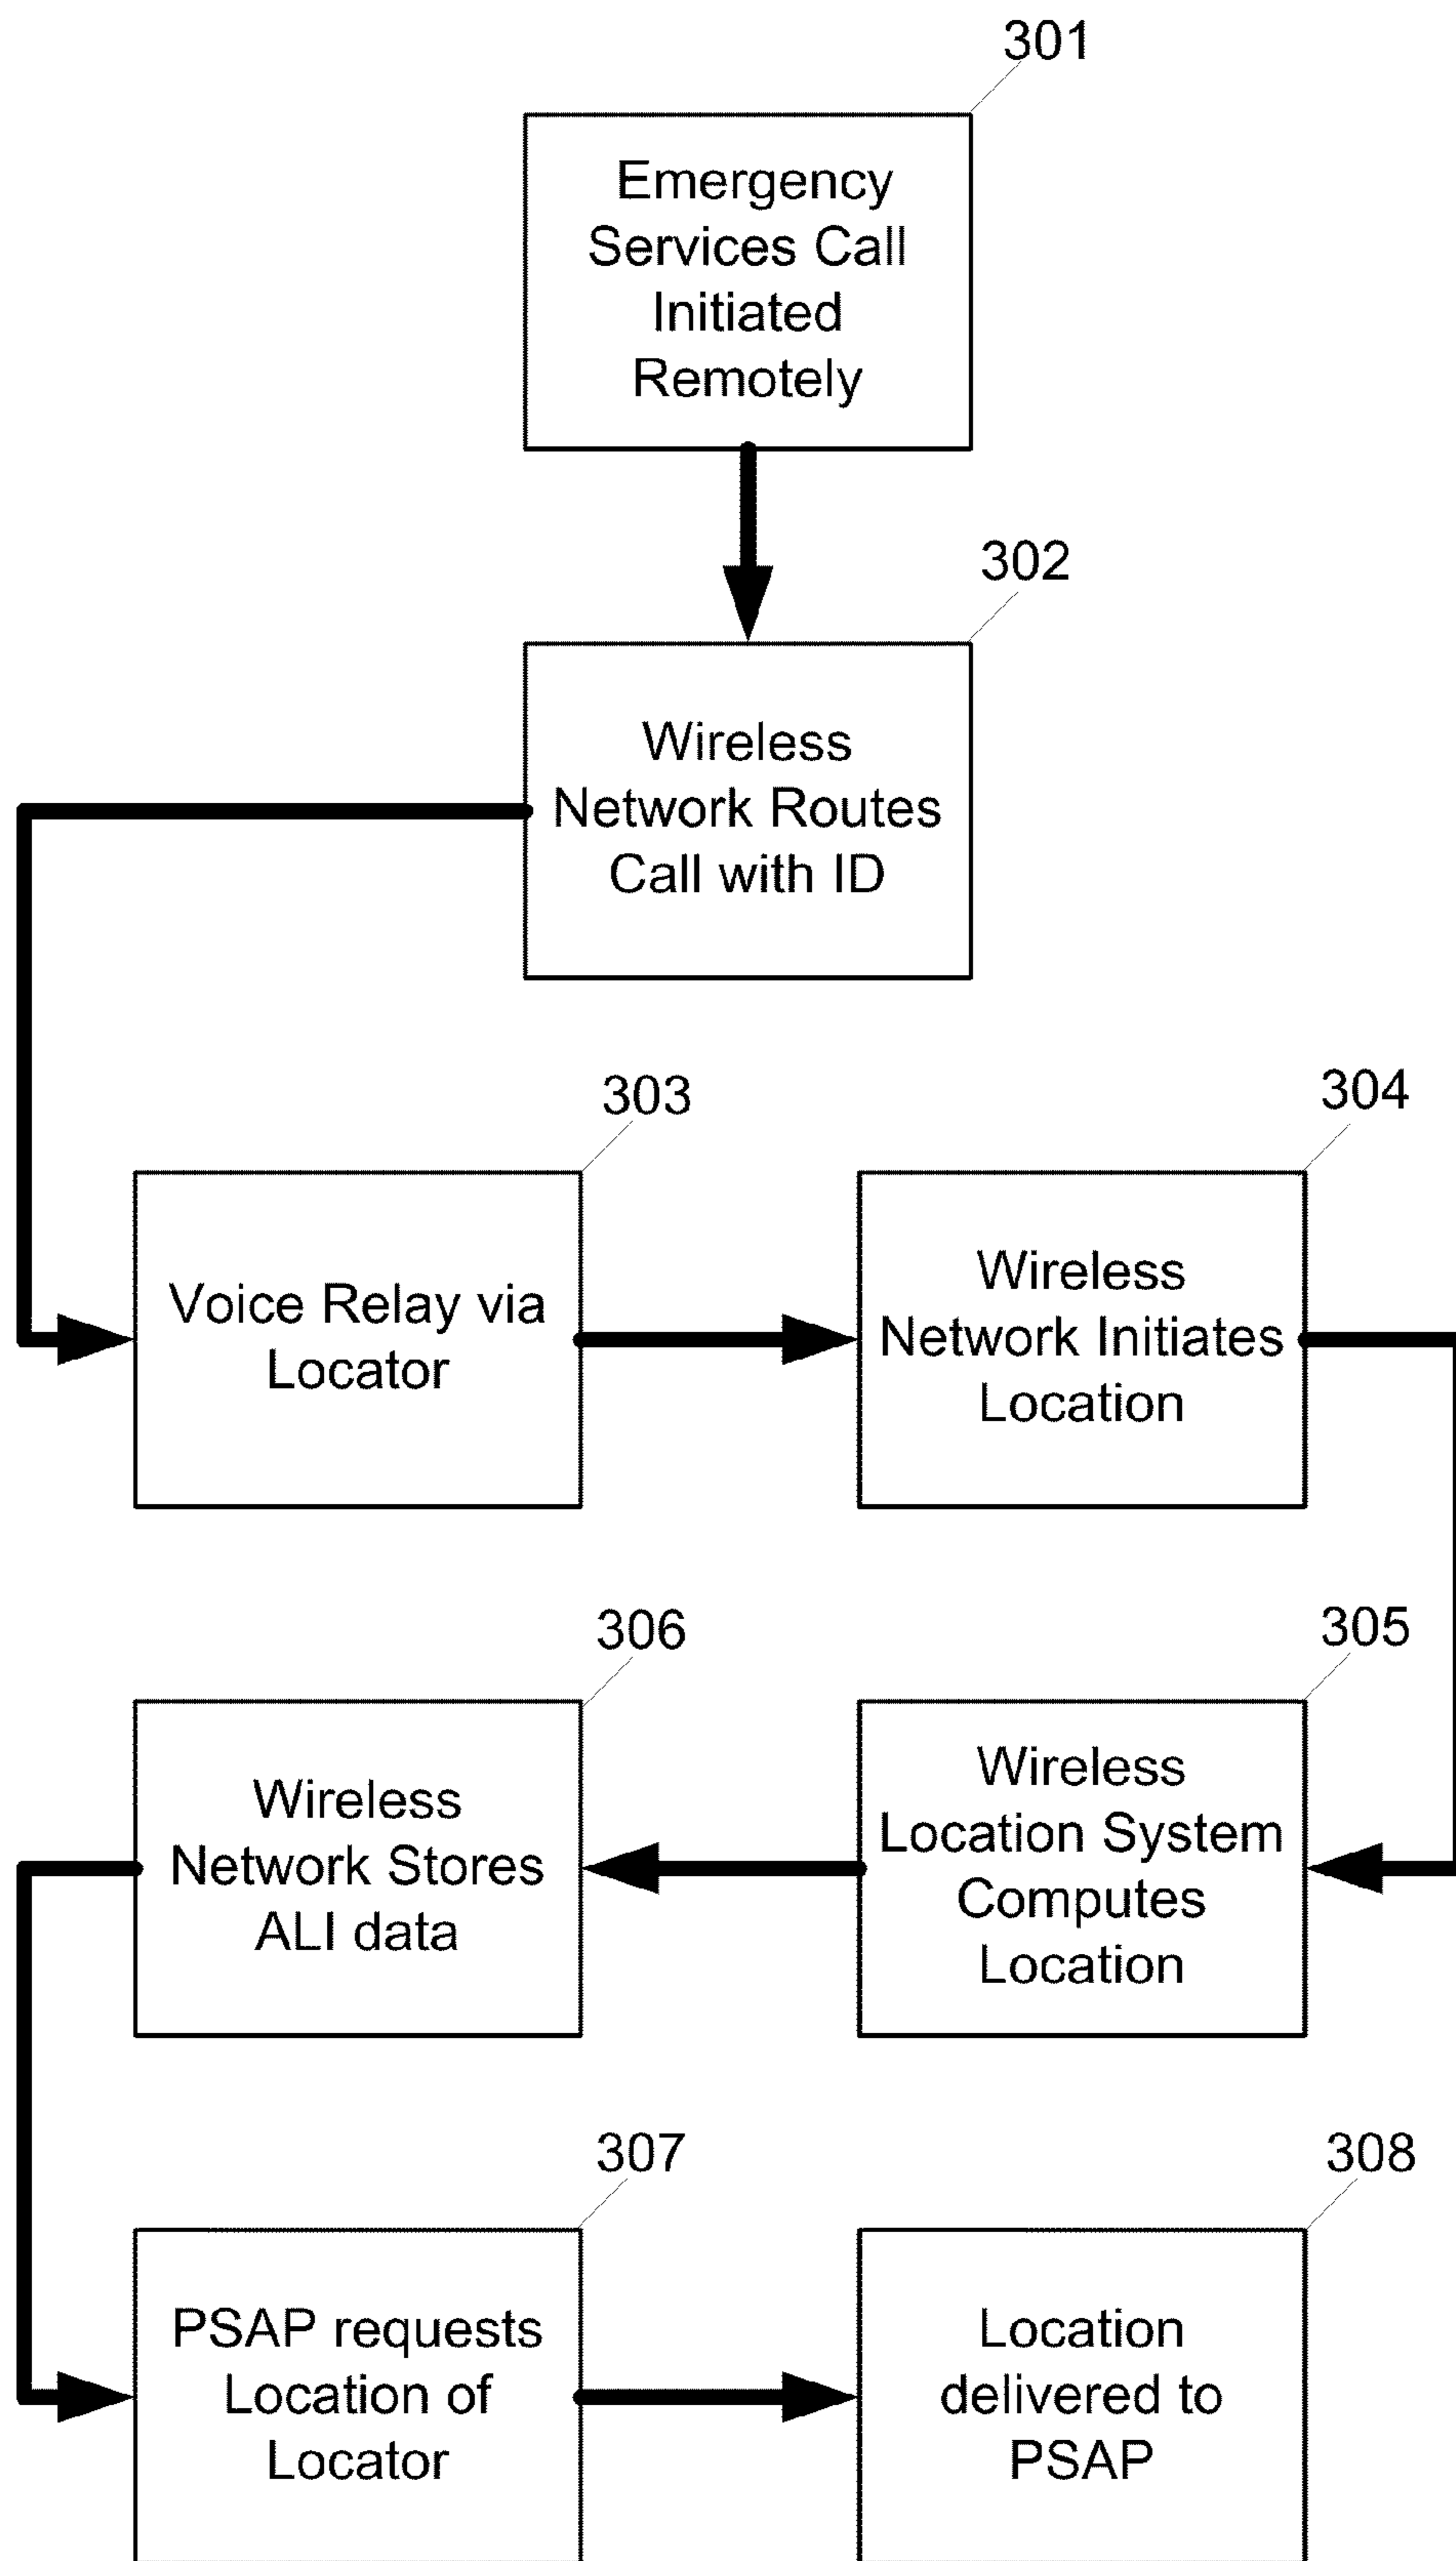 301
Emergency
Services Call
Initiated
Remotely
302
Wireless
Network Routes
Call with ID
303
Voice Relay via
Locator
304
Wireless
Network Initiates
Location
305
Wireless
Location System
Computes
Location
306
Wireless
Network Stores
ALI data
307
PSAP requests
Location of
Locator
308
Location
delivered to
PSAP